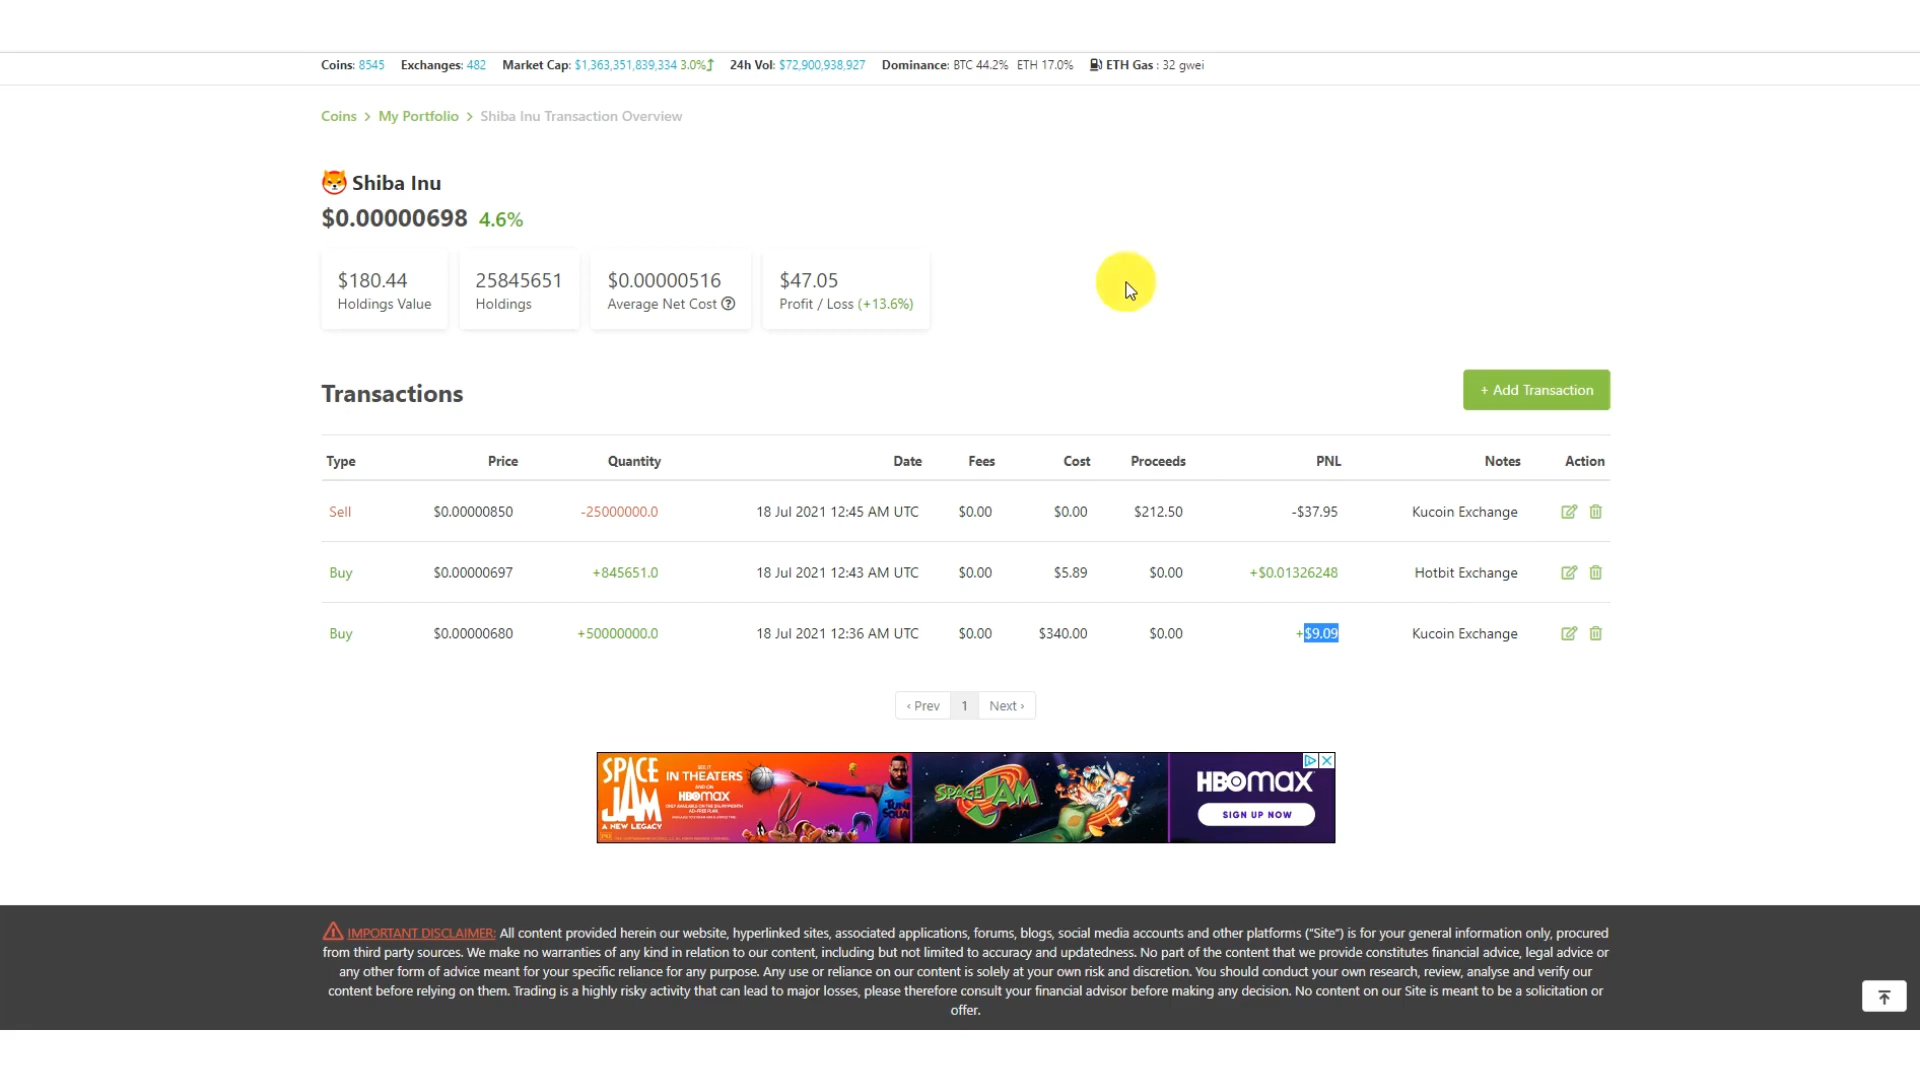 Coins: 8545 Exchanges: 482 Market Cap: $1,363,351,839,334 3.0% 24h Vol: $72,900,938,927 Dominance: BTC 44.2% ETH 17.0% ETH Gas : 32 gwei
Coins > My Portfolio > Shiba Inu Transaction Overview
Shiba Inu
$0.00000698 4.6%
$180.44 25845651 $0.00000516 $47.05
Holdings Value Holdings Average Net Cost Profit / Loss (+13.6%)
Transactions + Add Transaction
Type Price Quantity Date Fees Cost Proceeds PNL Notes Action
Sell $0.00000850 -25000000.0 18 Jul 2021 12:45 AM UTC $0.00 $0.00 $212.50 -$37.95 Kucoin Exchange
Buy $0.00000697 +845651.0 18 Jul 2021 12:43 AM UTC $0.00 $5.89 $0.00 +$0.01326248 Hotbit Exchange
Buy $0.00000680 +50000000.0 18 Jul 2021 12:36 AM UTC $0.00 $340.00 $0.00 +$9.09 Kucoin Exchange
‹ Prev 1 Next ›
SPACE JAM A NEW LEGACY
SEE IT
IN THEATERS
AND ON
HBOMAX
TUNE SQUAD
SPACE JAM
HBOMAX
SIGN UP NOW
IMPORTANT DISCLAIMER: All content provided herein our website, hyperlinked sites, associated applications, forums, blogs, social media accounts and other platforms ("Site") is for your general information only, procured
from third party sources. We make no warranties of any kind in relation to our content, including but not limited to accuracy and updatedness. No part of the content that we provide constitutes financial advice, legal advice or
any other form of advice meant for your specific reliance for any purpose. Any use or reliance on our content is solely at your own risk and discretion. You should conduct your own research, review, analyse and verify our
content before relying on them. Trading is a highly risky activity that can lead to major losses, please therefore consult your financial advisor before making any decision. No content on our Site is meant to be a solicitation or
offer.